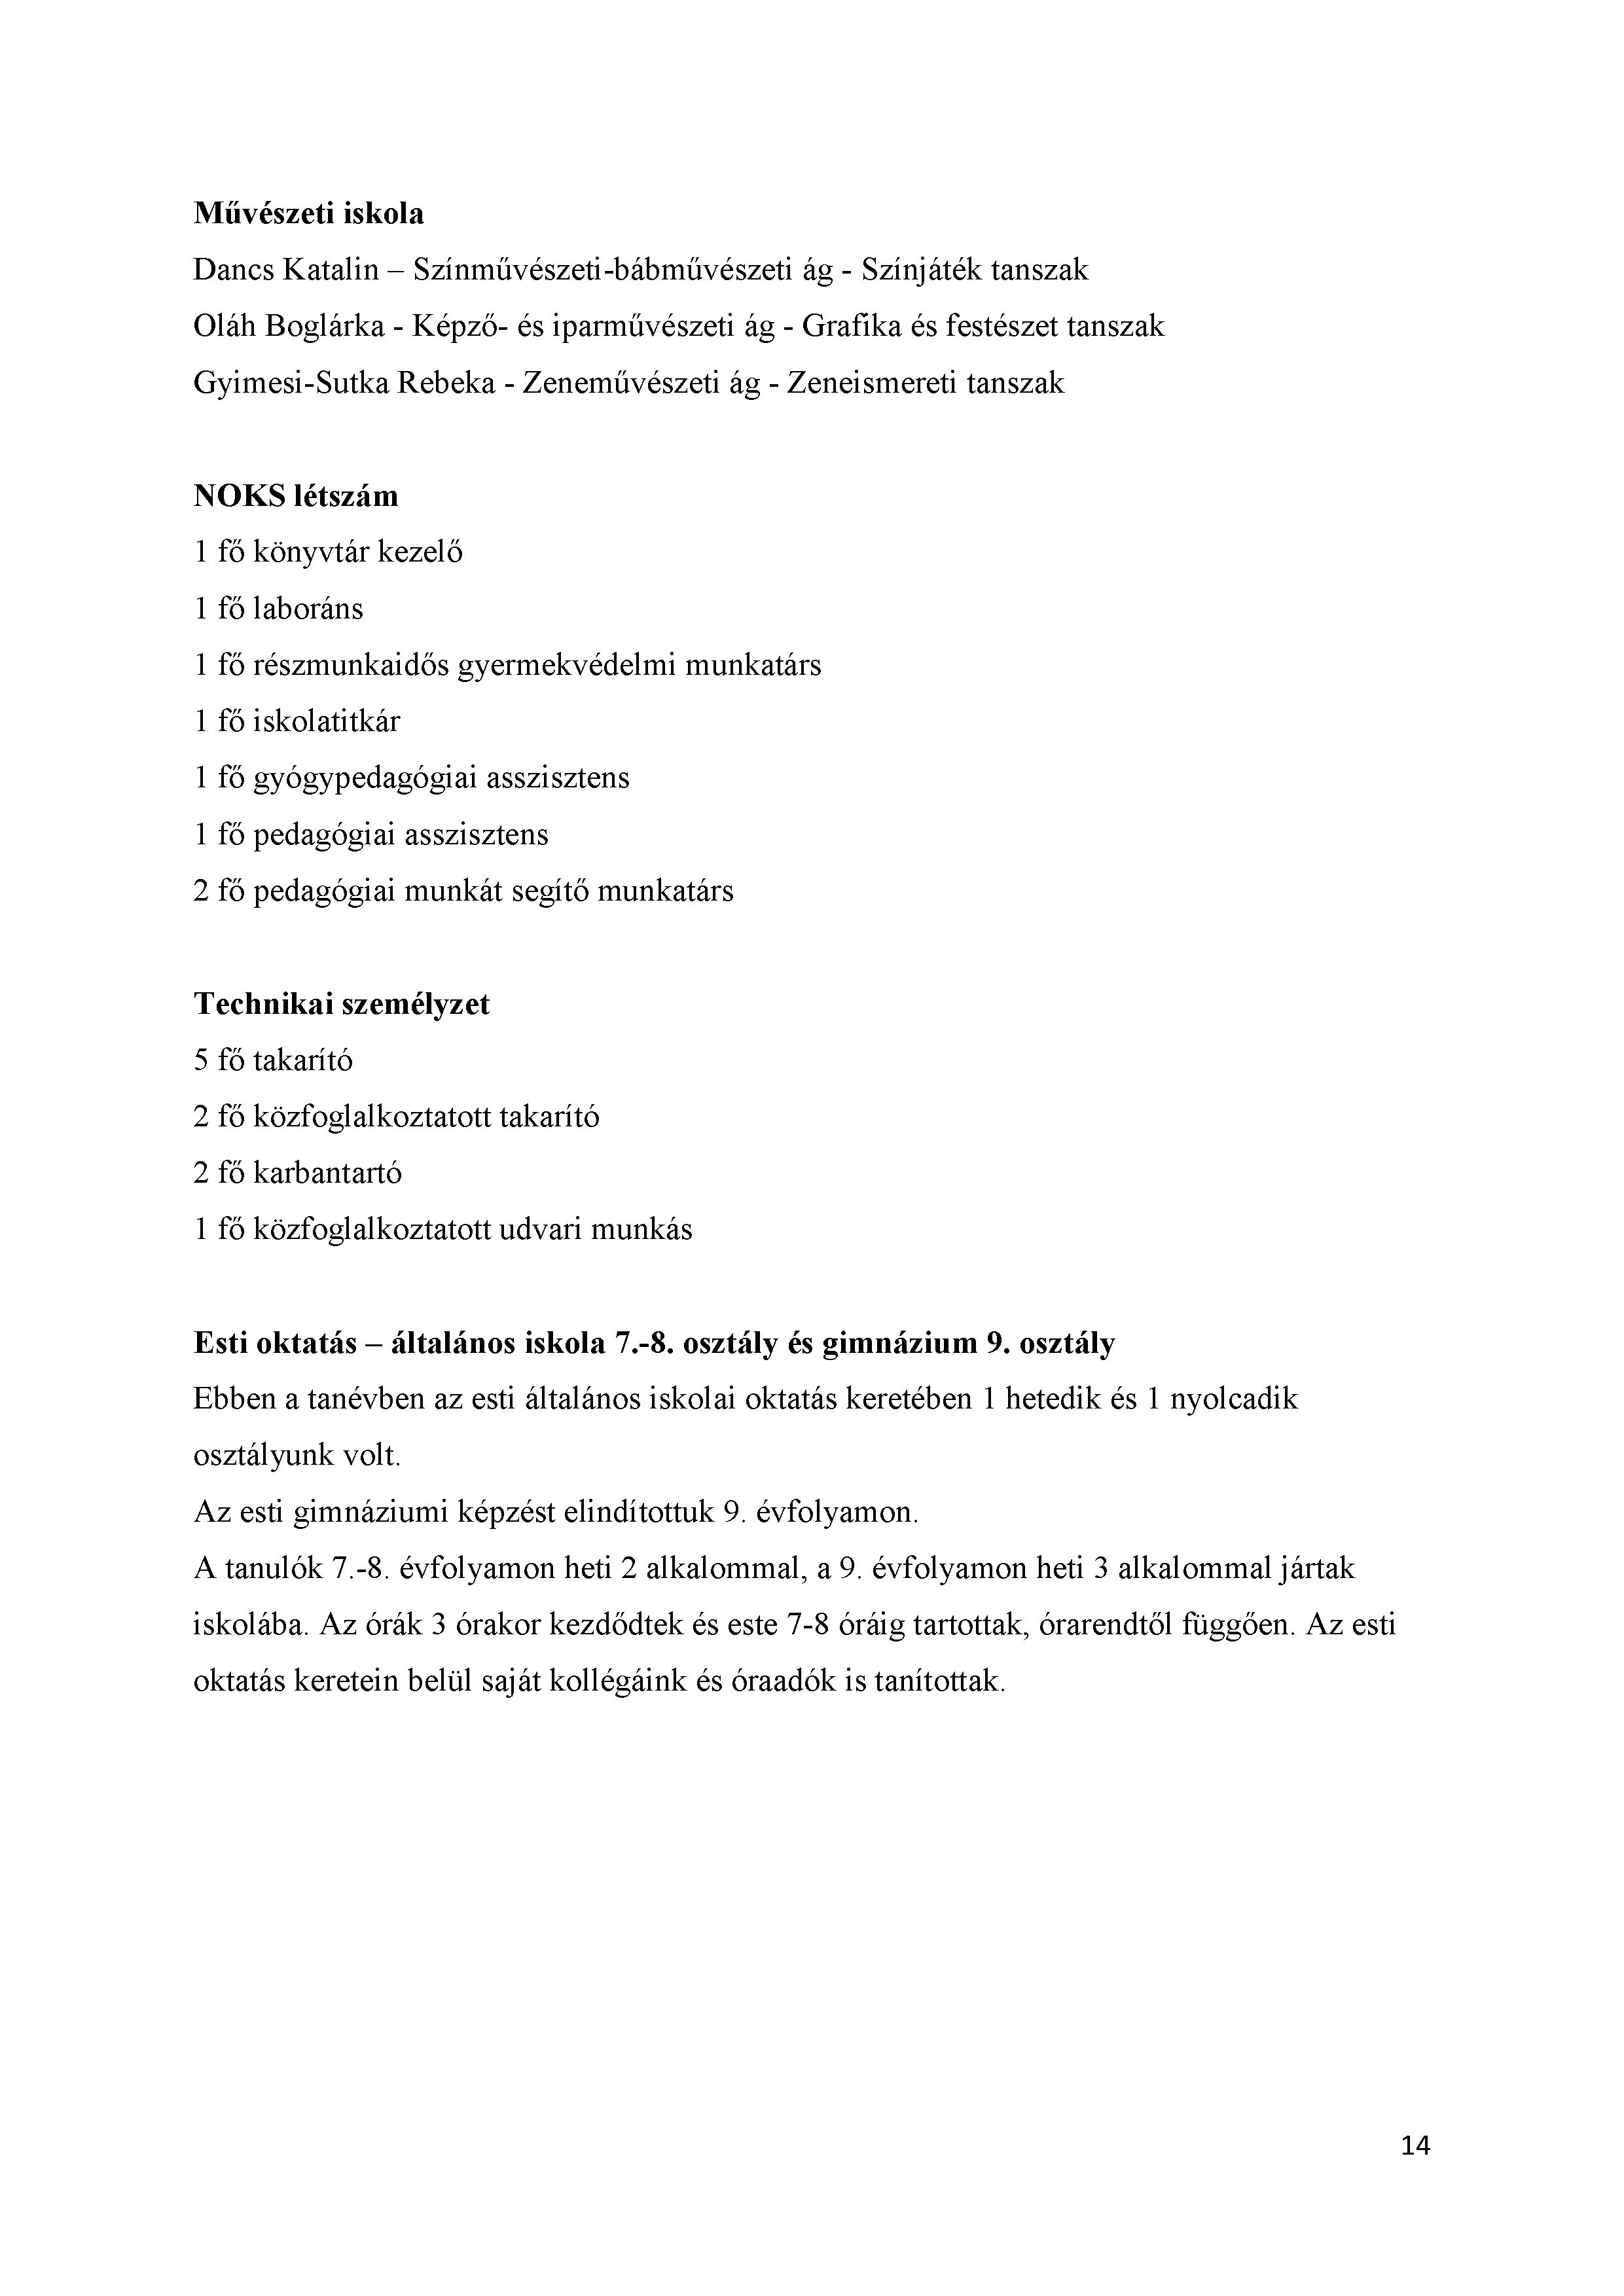 Művészeti iskola
Dancs Katalin – Színművészeti-bábművészeti ág - Színjáték tanszak
Oláh Boglárka - Képző- és iparművészeti ág - Grafika és festészet tanszak
Gyimesi-Sutka Rebeka - Zeneművészeti ág - Zeneismereti tanszak
NOKS létszám
1 fő könyvtár kezelő
1 fő laboráns
1 fő részmunkaidős gyermekvédelmi munkatárs
1 fő iskolatitkár
1 fő gyógypedagógiai asszisztens
1 fő pedagógiai asszisztens
2 fő pedagógiai munkát segítő munkatárs
Technikai személyzet
5 fő takarító
2 fő közfoglalkoztatott takarító
2 fő karbantartó
1 fő közfoglalkoztatott udvari munkás
Esti oktatás – általános iskola 7.-8. osztály és gimnázium 9. osztály
Ebben a tanévben az esti általános iskolai oktatás keretében 1 hetedik és 1 nyolcadik
osztályunk volt.
Az esti gimnáziumi képzést elindítottuk 9. évfolyamon.
A tanulók 7.-8. évfolyamon heti 2 alkalommal, a 9. évfolyamon heti 3 alkalommal jártak
iskolába. Az órák 3 órakor kezdődtek és este 7-8 óráig tartottak, órarendtől függően. Az esti
oktatás keretein belül saját kollégáink és óraadók is tanítottak.
14